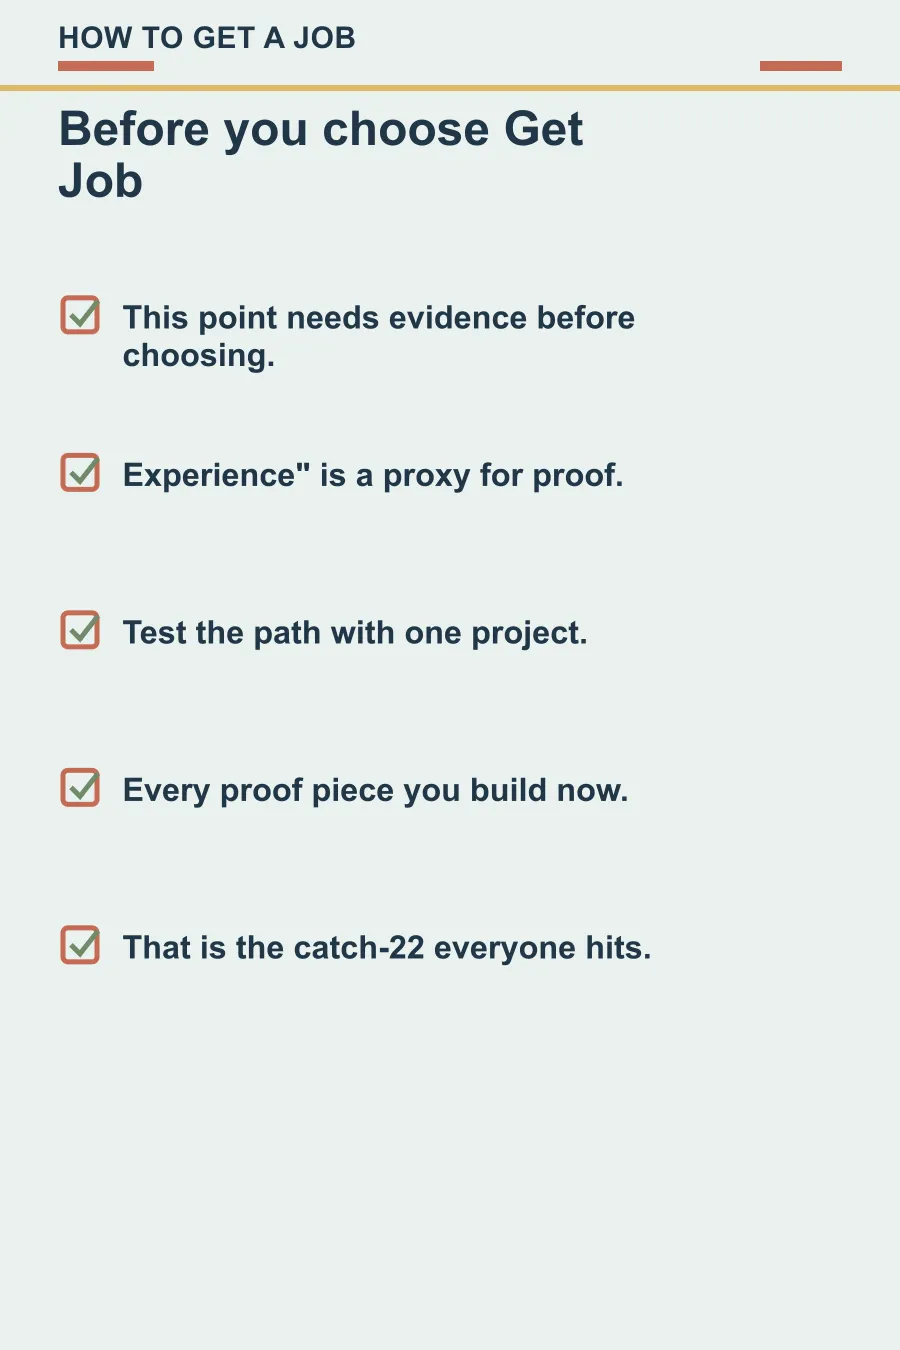 HOW TO GET A JOB
Before you choose Get
Job
This point needs evidence before
choosing.
Experience" is a proxy for proof.
Test the path with one project.
Every proof piece you build now.
That is the catch-22 everyone hits.